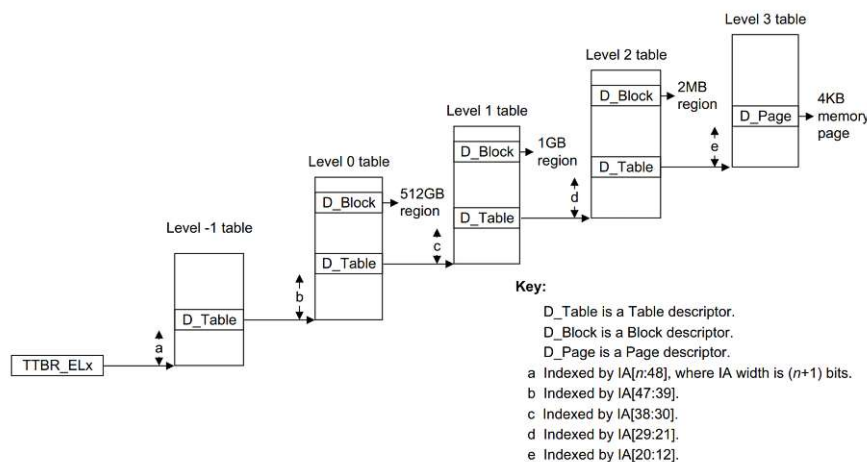 Level 3 table
Level 2 table
D_Block
2MB
region
D_Page
4KB
memory
page
Level 1 table
D_Block
1GB
region
D_Table
e
Level 0 table
D_Block
512GB
region
D_Table
d
Level -1 table
D_Table
c
D_Table
b
TTBR_ELx
a
Key:
D_Table is a Table descriptor.
D_Block is a Block descriptor.
D_Page is a Page descriptor.
a Indexed by IA[n:48], where IA width is (n+1) bits.
b Indexed by IA[47:39].
c Indexed by IA[38:30].
d Indexed by IA[29:21].
e Indexed by IA[20:12].